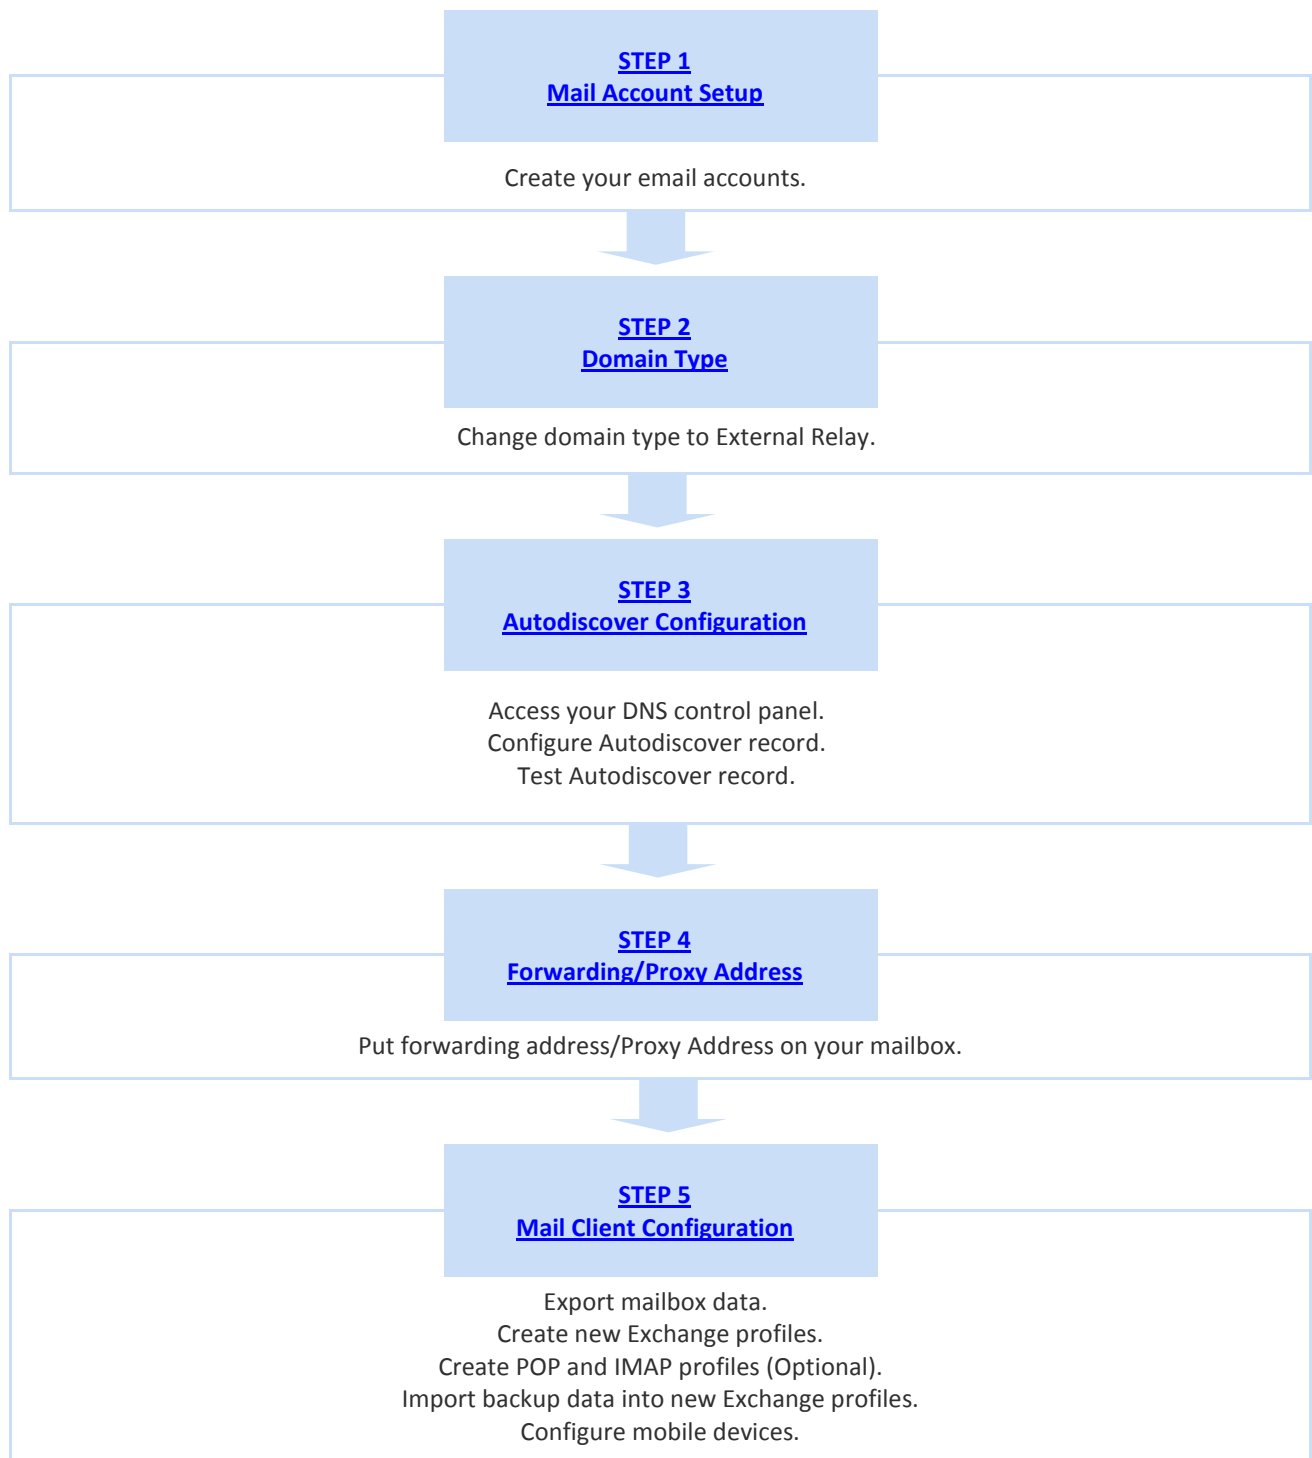 STEP 1
Mail Account Setup
Create your email accounts.
STEP 2
Domain Type
Change domain type to External Relay.
STEP 3
Autodiscover Configuration
Access your DNS control panel.
Configure Autodiscover record.
Test Autodiscover record.
STEP 4
Forwarding/Proxy Address
Put forwarding address/Proxy Address on your mailbox.
STEP 5
Mail Client Configuration
Export mailbox data.
Create new Exchange profiles.
Create POP and IMAP profiles (Optional).
Import backup data into new Exchange profiles.
Configure mobile devices.